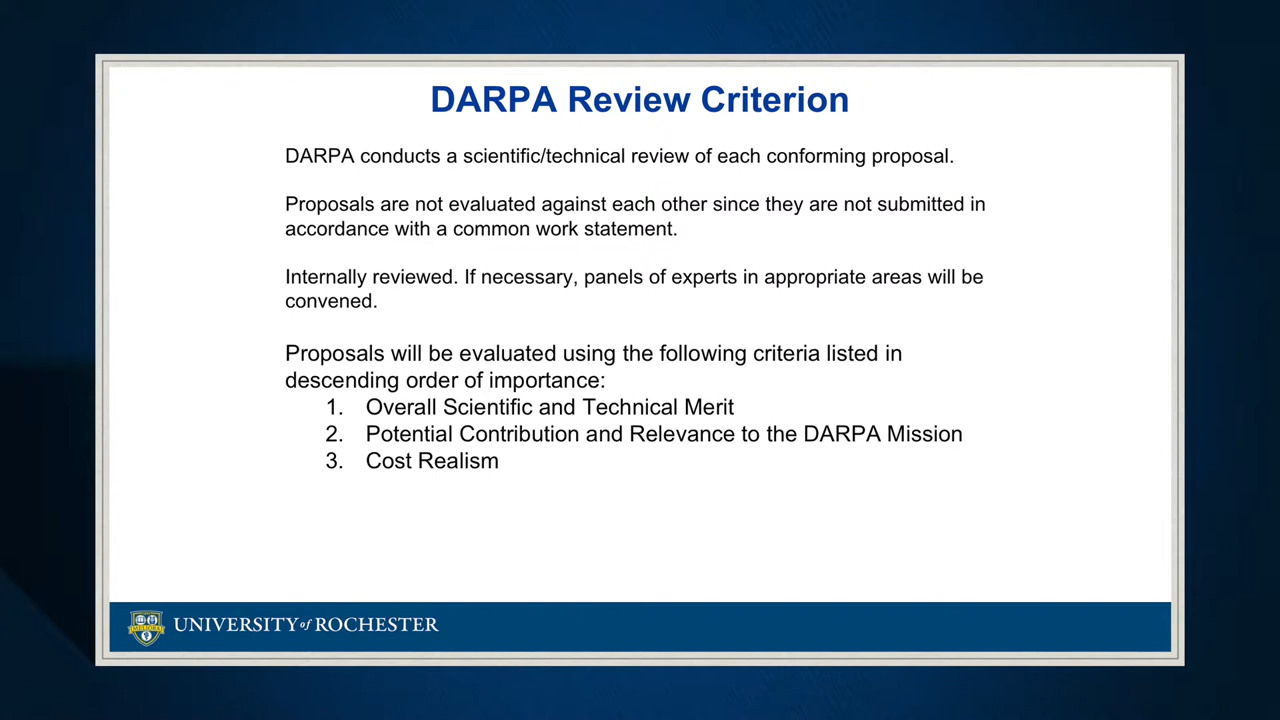 DARPA Review Criterion
DARPA conducts a scientific/technical review of each conforming proposal.
Proposals are not evaluated against each other since they are not submitted in
accordance with a common work statement.
Internally reviewed. If necessary, panels of experts in appropriate areas will be
convened.
Proposals will be evaluated using the following criteria listed in
descending order of importance:
1. Overall Scientific and Technical Merit
2. Potential Contribution and Relevance to the DARPA Mission
3. Cost Realism
MELIORA
UNIVERSITY of ROCHESTER